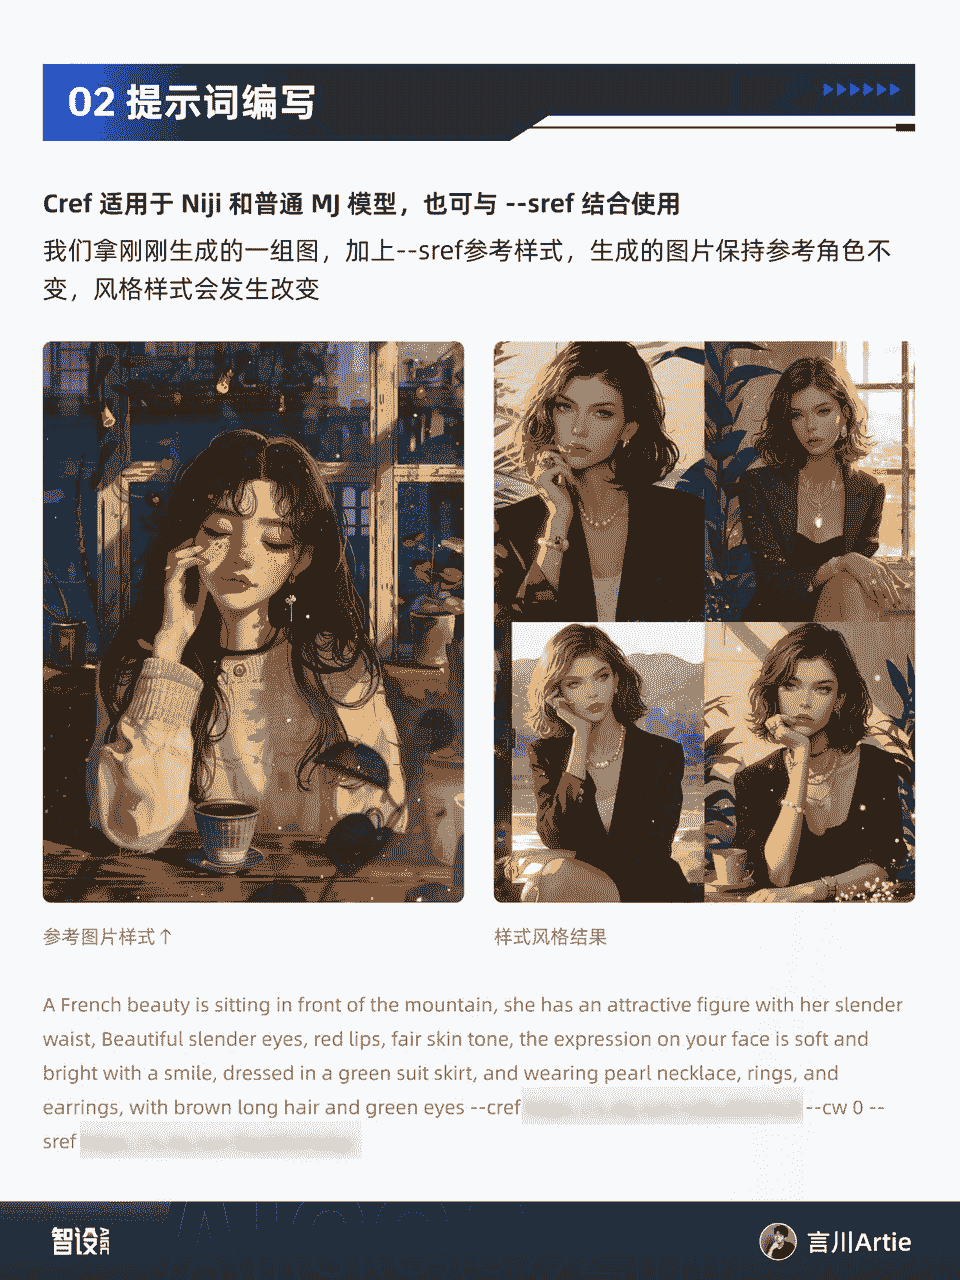 02 提示词编写
Cref 适用于 Niji 和普通 MJ 模型，也可与 --sref 结合使用
我们拿刚刚生成的一组图，加上--sref参考样式，生成的图片保持参考角色不
变，风格样式会发生改变
参考图片样式↑
样式风格结果
A French beauty is sitting in front of the mountain, she has an attractive figure with her slender
waist, Beautiful slender eyes, red lips, fair skin tone, the expression on your face is soft and
bright with a smile, dressed in a green suit skirt, and wearing pearl necklace, rings, and
earrings, with brown long hair and green eyes --cref --cw 0 --
sref
智设AIGC
言川Artie